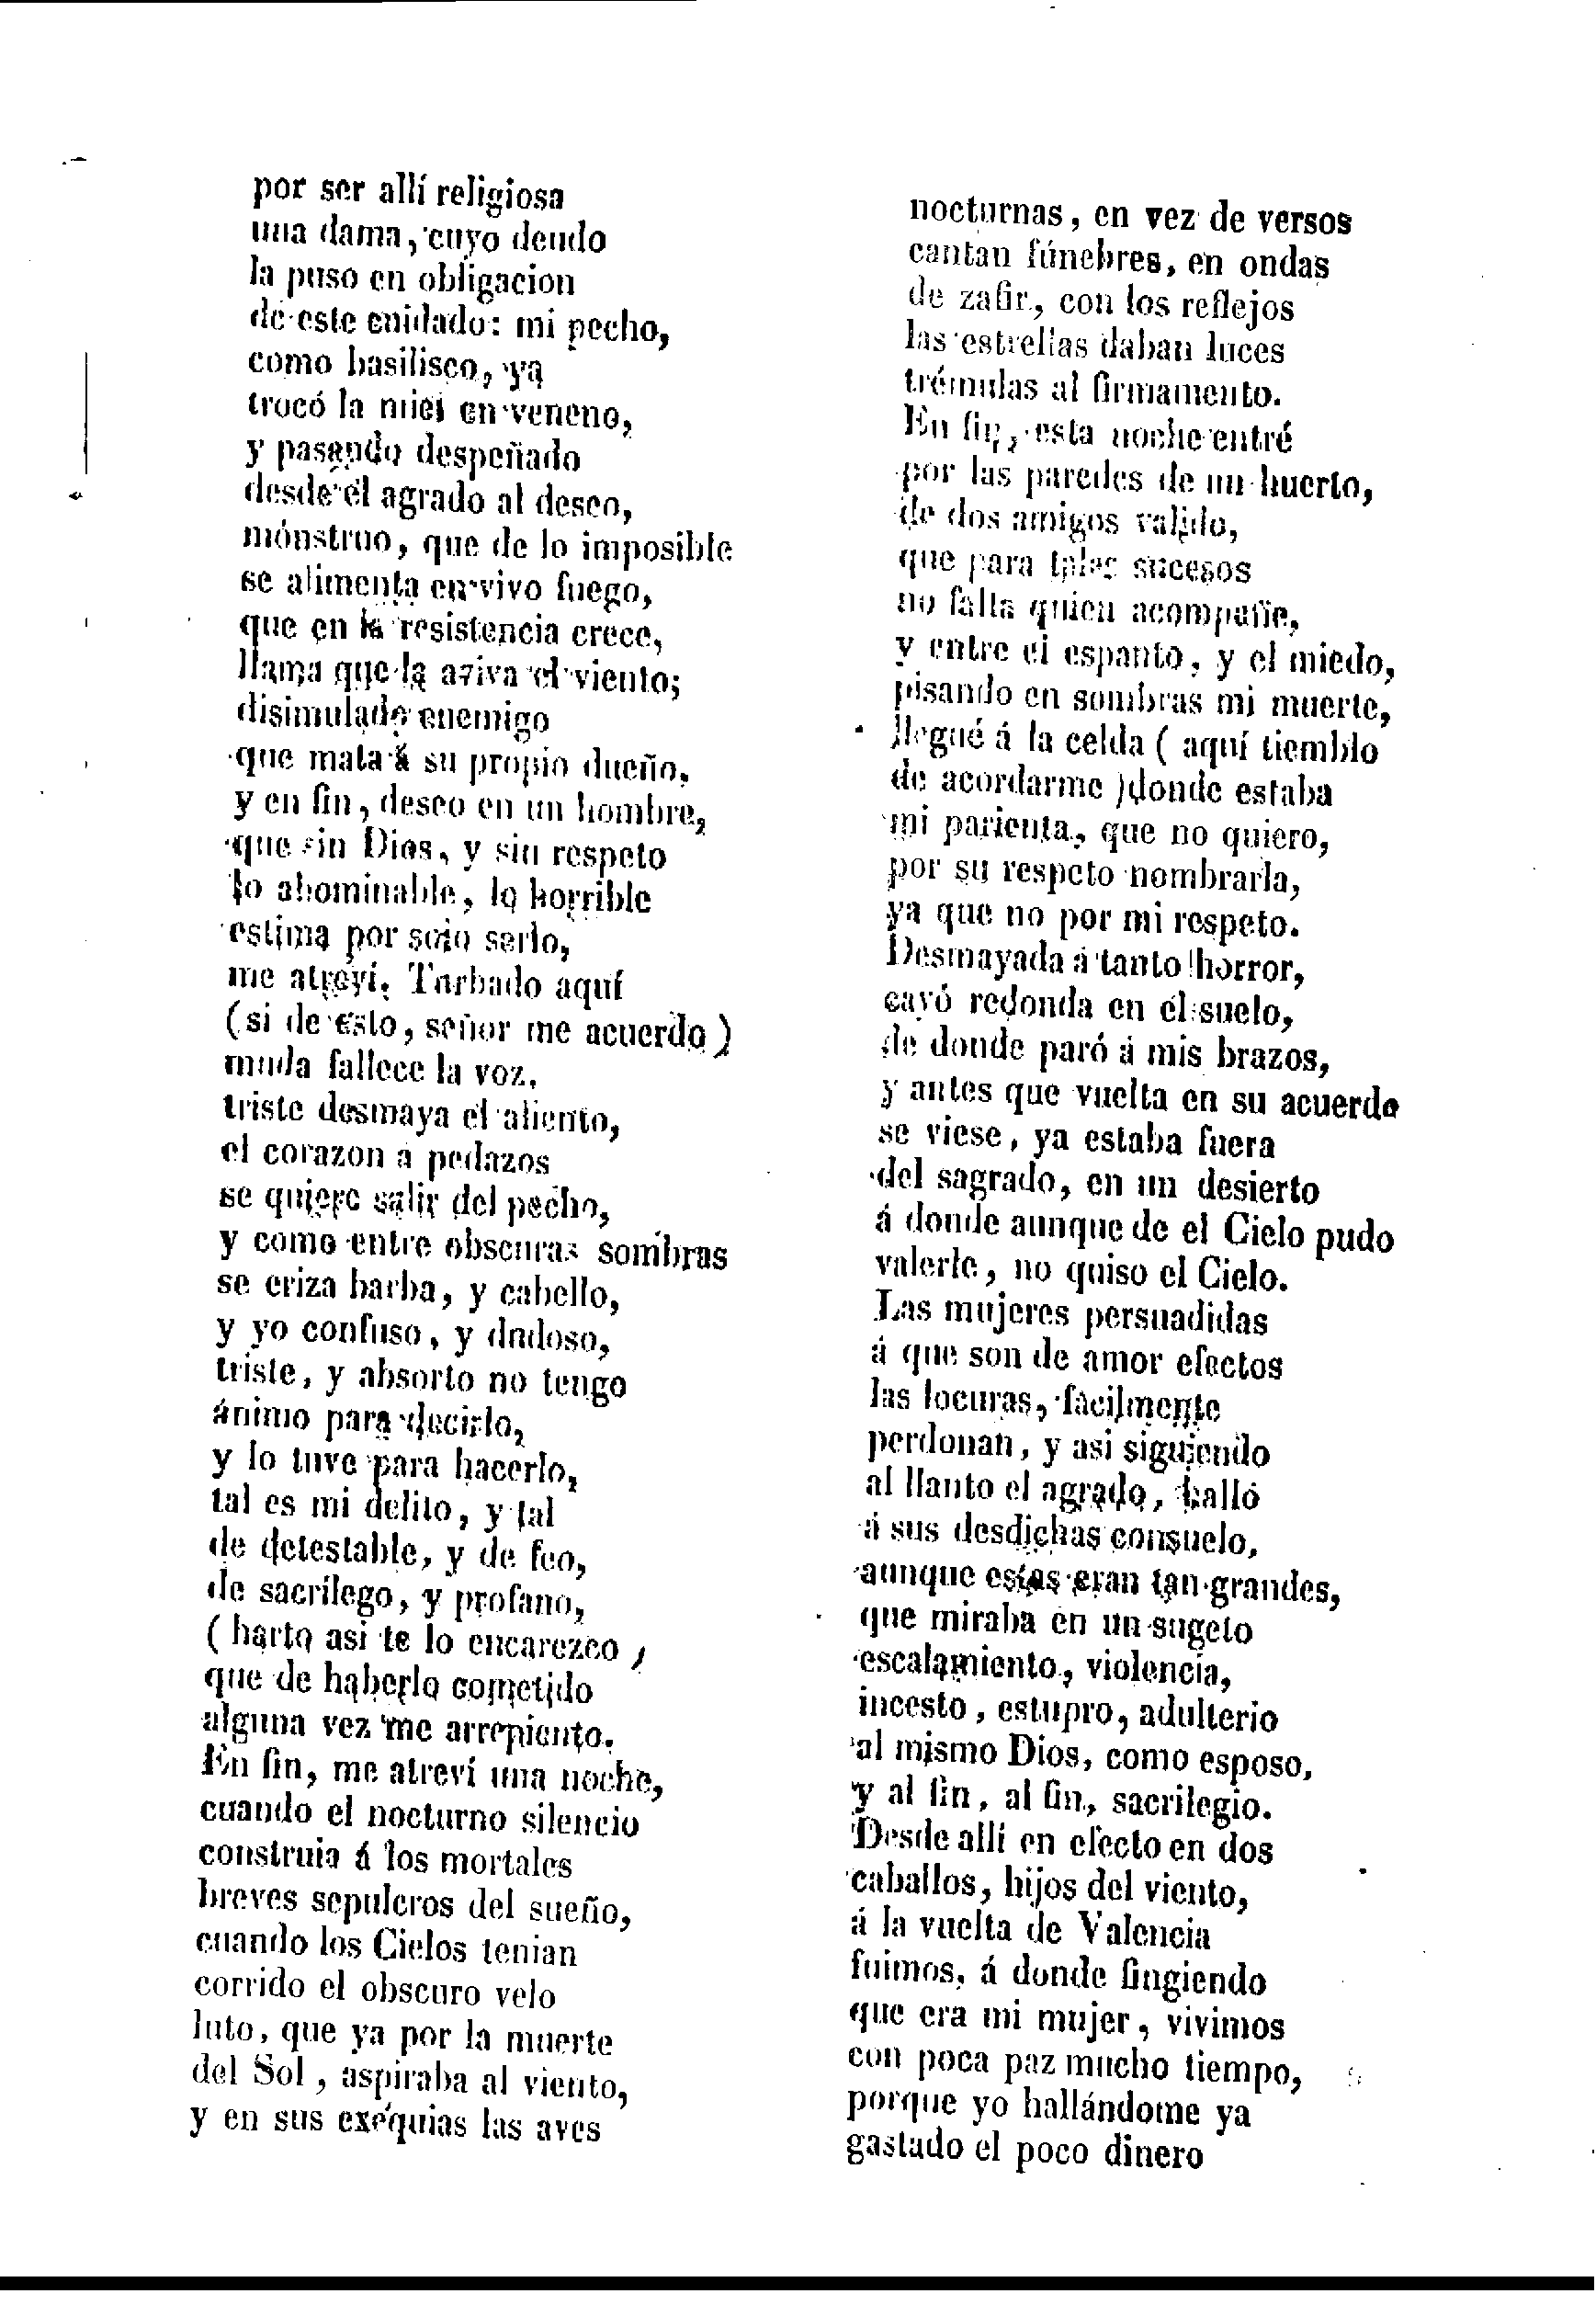 por ser allí religiosa
una dama, cuyo deudo
la puso en obligacion
de este cuidado: mi pecho,
como basilisco, ya
trocó la miel en veneno,
y pasando despeñado
desde el agrado al deseo,
mónstruo, que de lo imposible
se alimenta en vivo fuego,
que en la resistencia crece,
llama que la aviva el viento;
disimulado enemigo
que mata á su propio dueño,
y en fin, deseo en un hombre,
que sin Dios, y sin respeto
lo abominable, lo horrible
estima por solo serlo,
me atreví. Turbado aquí
(si de esto, señor me acuerdo)
muda fallece la voz,
triste desmaya el aliento,
el corazon a pedazos
se quiere salir del pecho,
y como entre obscuras sombras
se eriza barba, y cabello,
y yo confuso, y dudoso,
triste, y absorto no tengo
ánimo para decirlo,
y lo tuve para hacerlo,
tal es mi delito, y tal
de detestable, y de feo,
de sacrílego, y profano,
(harto asi te lo encarezco)
que de haberlo cometido
alguna vez me arrepiento.
En fin, me atreví una noche,
cuando el nocturno silencio
construia á los mortales
breves sepulcros del sueño,
cuando los Cielos tenian
corrido el obscuro velo
luto, que ya por la muerte
del Sol, aspiraba al viento,
y en sus exéquias las aves
nocturnas, en vez de versos
cantan fúnebres, en ondas
de zafir, con los reflejos
las estrellas daban luces
trémulas al firmamento.
En fin, esta noche entré
por las paredes de un huerto,
de dos amigos valido,
que para tales sucesos
no falta quien acompañe,
y entre el espanto, y el miedo,
pisando en sombras mi muerte,
llegué á la celda ( aquí tiemblo
de acordarme )donde estaba
mi parienta, que no quiero,
por su respeto nombrarla,
ya que no por mi respeto.
Desmayada á tanto horror,
cayó redonda en el suelo,
de donde paró á mis brazos,
y antes que vuelta en su acuerdo
se viese, ya estaba fuera
del sagrado, en un desierto
á donde aunque de el Cielo pudo
valerle, no quiso el Cielo.
Las mujeres persuadidas
á que son de amor efectos
las locuras, facilmente
perdonan, y asi siguiendo
al llanto el agrado, halló
á sus desdichas consuelo,
aunque estas eran tan grandes,
que miraba en un sugeto
escalamiento, violencia,
incesto, estupro, adulterio
al mismo Dios, como esposo,
y al fin, al fin, sacrilegio.
Desde allí en efecto en dos
caballos, hijos del viento,
á la vuelta de Valencia
fuimos, á donde fingiendo
que era mi mujer, vivimos
con poca paz mucho tiempo,
porque yo hallándome ya
gastado el poco dinero